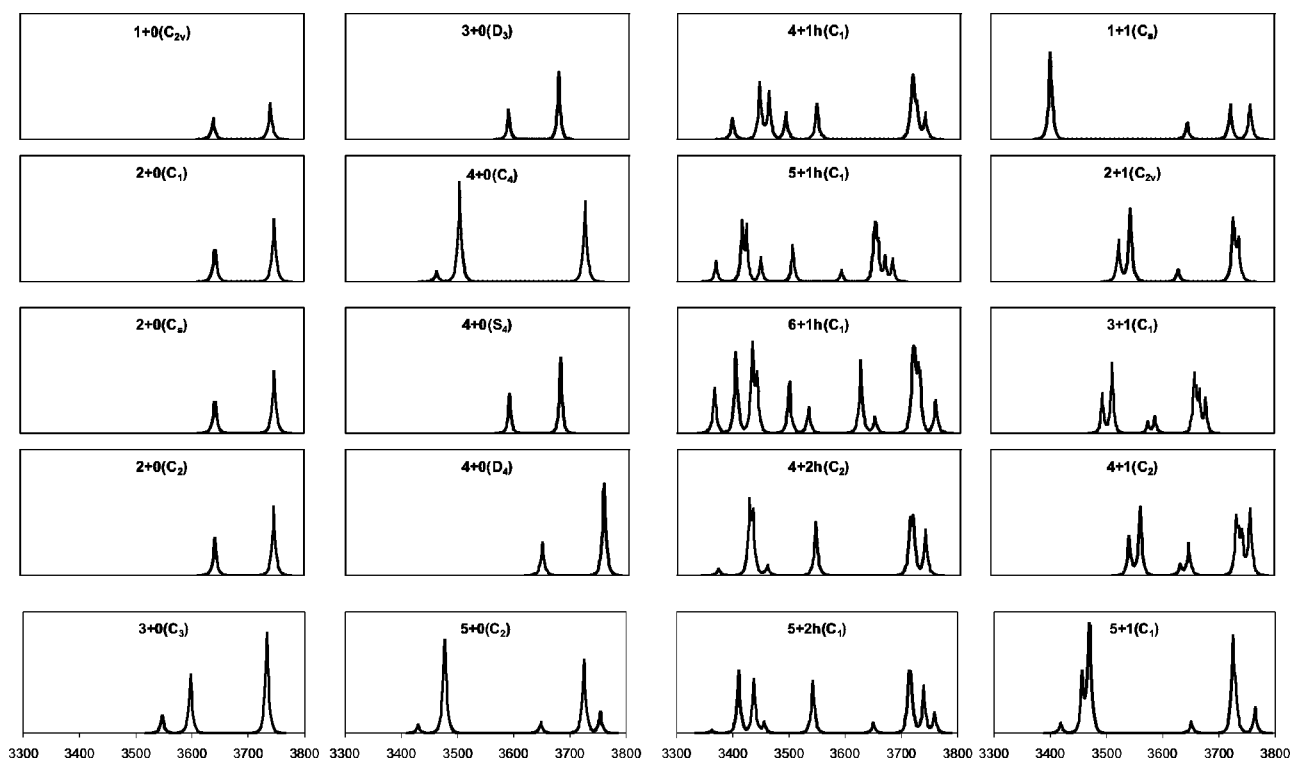 1+0(C2v)
3+0(D3)
4+1h(C1)
1+1(Cs)
2+0(C1)
4+0(C4)
5+1h(C1)
2+1(C2v)
2+0(Cs)
4+0(S4)
6+1h(C1)
3+1(C1)
2+0(C2)
4+0(D4)
4+2h(C2)
4+1(C2)
3+0(C3)
5+0(C2)
5+2h(C1)
5+1(C1)
3300 3400 3500 3600 3700 3800
3300 3400 3500 3600 3700 3800
3300 3400 3500 3600 3700 3800
3300 3400 3500 3600 3700 3800